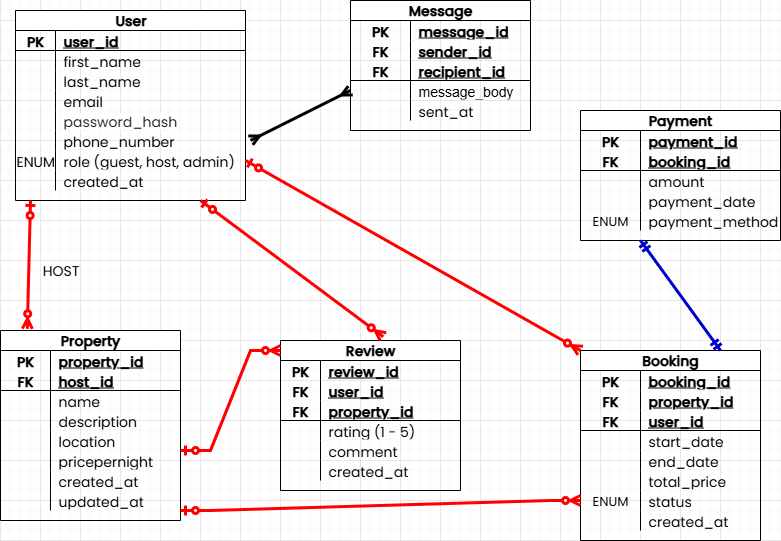 User
PK user_id
first_name
last_name
email
password_hash
phone_number
ENUM role (guest, host, admin)
created_at
Message
PK message_id
FK sender_id
FK recipient_id
message_body
sent_at
Payment
PK payment_id
FK booking_id
amount
payment_date
ENUM payment_method
HOST
Property
PK property_id
FK host_id
name
description
location
pricepernight
created_at
updated_at
Review
PK review_id
FK user_id
FK property_id
rating (1 - 5)
comment
created_at
Booking
PK booking_id
FK property_id
FK user_id
start_date
end_date
total_price
ENUM status
created_at